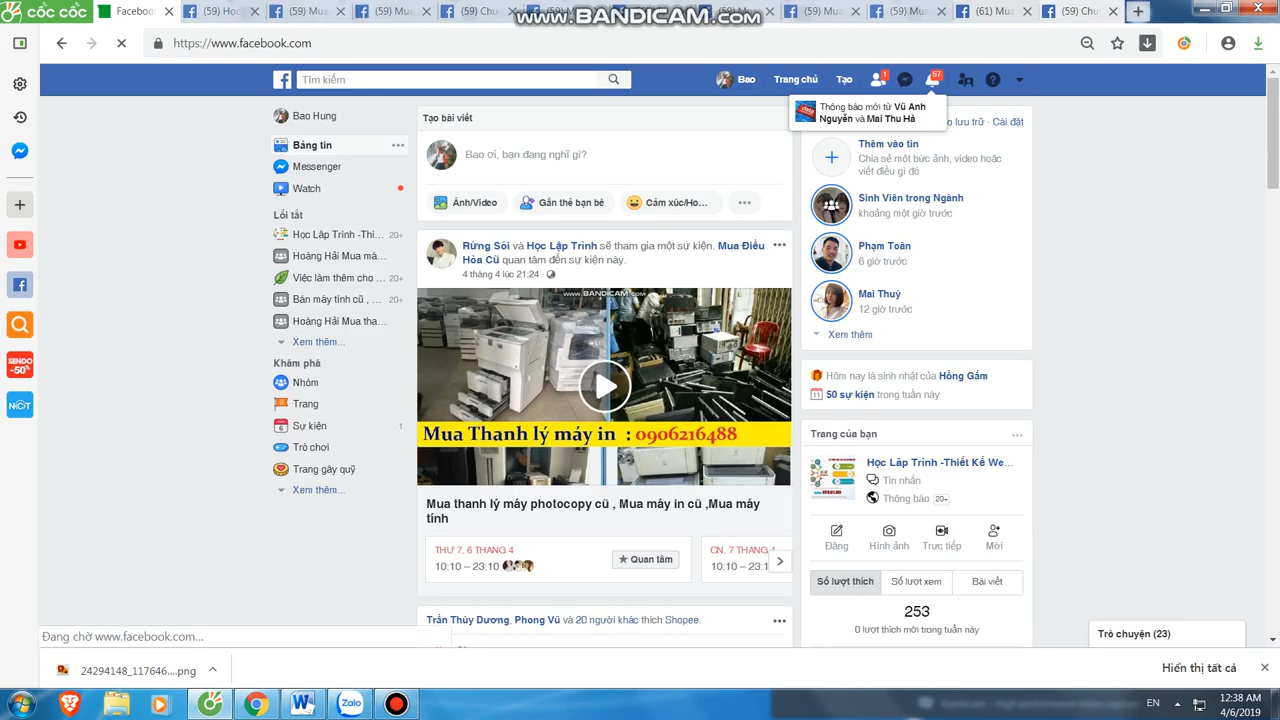 CỐC CỐC
Facebook
(59) Họ
(59) Mua
(59) Mua
(59) Chu
(59) Mua
(59) Mua
(61) Mua
(59) Chu
www.BANDICAM.com
https://www.facebook.com
Tìm kiếm
Bao
Trang chủ
Tạo
1
57
Thông báo mới từ Vũ Anh
Nguyễn và Mai Thu Hà
Bao Hung
Bảng tin
Messenger
Watch
Lối tắt
Học Lập Trình -Thi... 20+
Hoàng Hải Mua má...
Việc làm thêm cho ... 20+
Bán máy tính cũ , ... 20+
Hoàng Hải Mua tha...
Xem thêm...
Khám phá
Nhóm
Trang
Sự kiện 1
Trò chơi
Trang gây quỹ
Xem thêm...
SENDO
-50%
Tạo bài viết
Bao ơi, bạn đang nghĩ gì?
Ảnh/Video
Gắn thẻ bạn bè
Cảm xúc/Ho...
Rừng Sói và Học Lập Trình sẽ tham gia một sự kiện. Mua Điều
Hòa Cũ quan tâm đến sự kiện này.
4 tháng 4 lúc 21:24
www.BANDICAM.com
Mua Thanh lý máy in : 0906216488
Mua thanh lý máy photocopy cũ , Mua máy in cũ ,Mua máy
tính
THỨ 7, 6 THÁNG 4
10:10 – 23:10
Quan tâm
CN, 7 THÁNG 4
10:10 – 23:1
Trần Thùy Dương, Phong Vũ và 20 người khác thích Shopee.
o lưu trữ · Cài đặt
Thêm vào tin
Chia sẻ một bức ảnh, video hoặc
viết điều gì đó
Sinh Viên trong Ngành
khoảng một giờ trước
Phạm Toàn
6 giờ trước
Mai Thuỷ
12 giờ trước
Xem thêm
Hôm nay là sinh nhật của Hồng Gấm
11 50 sự kiện trong tuần này
Trang của bạn
Học Lập Trình -Thiết Kế We...
Tin nhắn
Thông báo 20+
Đăng
Hình ảnh
Trực tiếp
Mời
Số lượt thích
Số lượt xem
Bài viết
253
0 lượt thích mới trong tuần này
Trò chuyện (23)
Đang chờ www.facebook.com...
24294148_117646....png
Hiển thị tất cả
Zalo
EN
12:38 AM
4/6/2019